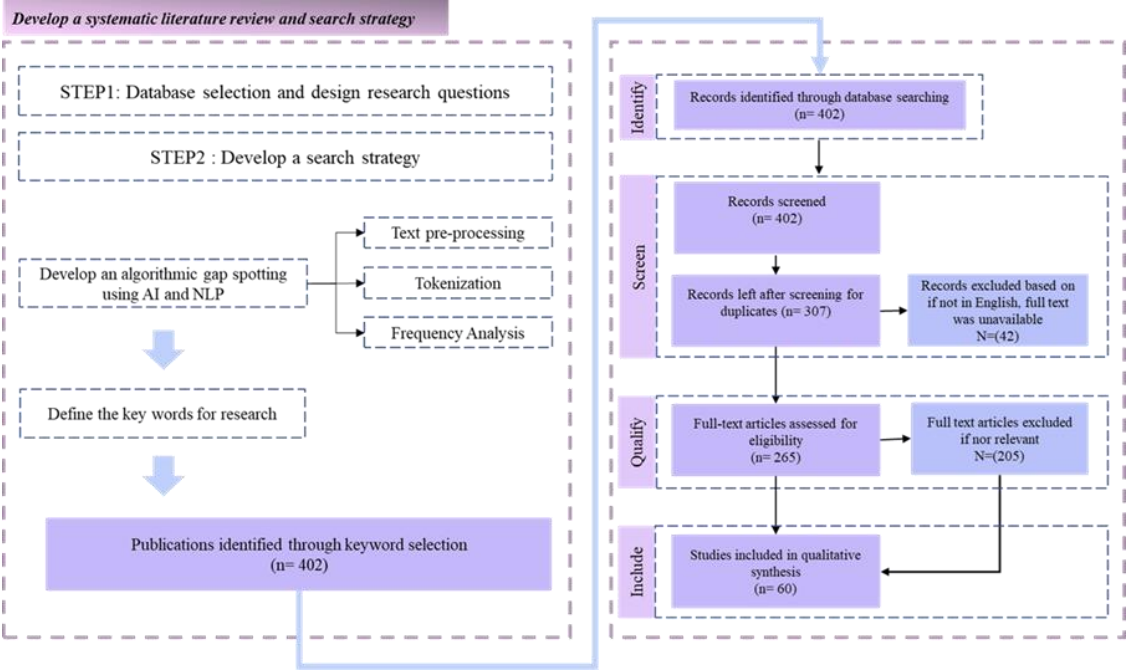 Develop a systematic literature review and search strategy
STEP1: Database selection and design research questions
STEP2 : Develop a search strategy
Develop an algorithmic gap spotting
using AI and NLP
Text pre-processing
Tokenization
Frequency Analysis
Define the key words for research
Publications identified through keyword selection
(n= 402)
Identify
Records identified through database searching
(n= 402)
Screen
Records screened
(n= 402)
Records left after screening for
duplicates (n= 307)
Records excluded based on
if not in English, full text
was unavailable
N=(42)
Qualify
Full-text articles assessed for
eligibility
(n= 265)
Full text articles excluded
if nor relevant
N=(205)
Include
Studies included in qualitative
synthesis
(n= 60)